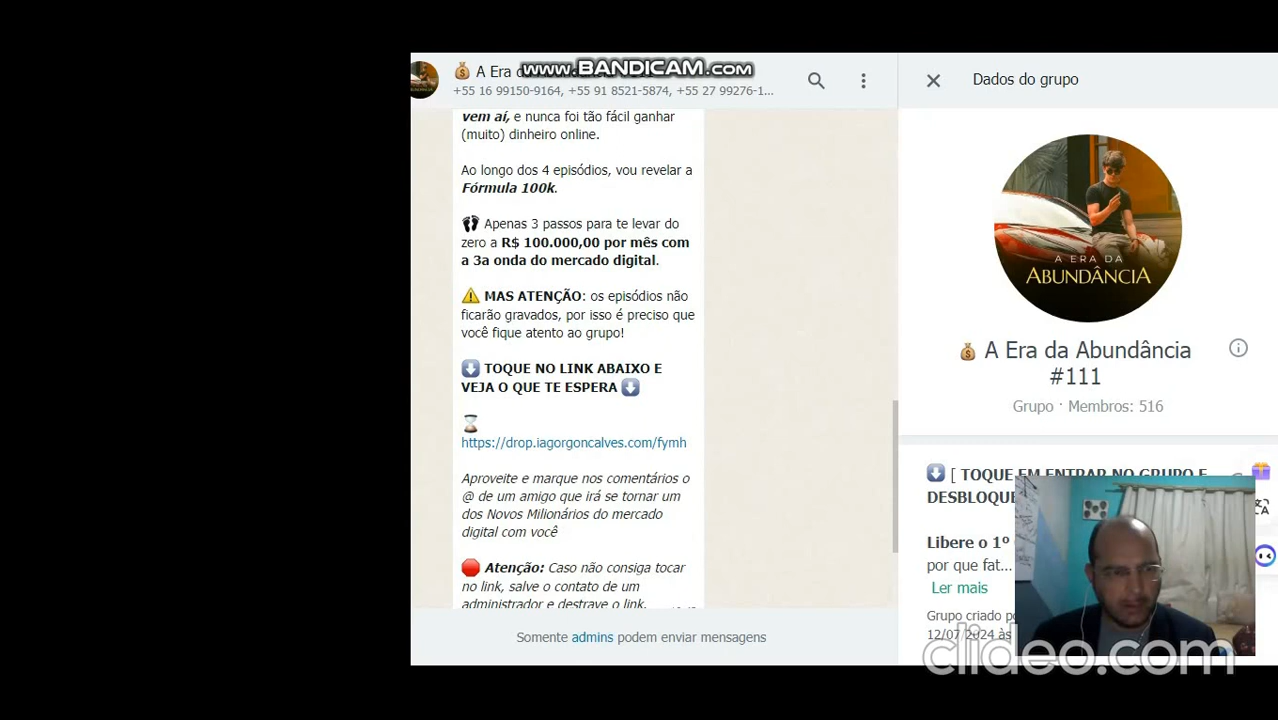 www.BANDICAM.com
💰 A Era d
+55 16 99150-9164, +55 91 8521-5874, +55 27 99276-1...
vem aí, e nunca foi tão fácil ganhar
(muito) dinheiro online.
Ao longo dos 4 episódios, vou revelar a
Fórmula 100k.
👣 Apenas 3 passos para te levar do
zero a R$ 100.000,00 por mês com
a 3a onda do mercado digital.
⚠️ MAS ATENÇÃO: os episódios não
ficarão gravados, por isso é preciso que
você fique atento ao grupo!
⬇️ TOQUE NO LINK ABAIXO E
VEJA O QUE TE ESPERA ⬇️
⏳
https://drop.iagorgoncalves.com/fymh
Aproveite e marque nos comentários o
@ de um amigo que irá se tornar um
dos Novos Milionários do mercado
digital com você
🛑 Atenção: Caso não consiga tocar
no link, salve o contato de um
administrador e destrave o link.
Somente admins podem enviar mensagens
Dados do grupo
A ERA DA
ABUNDÂNCIA
💰 A Era da Abundância
#111
Grupo · Membros: 516
⬇️ [ TOQUE EM ENTRAR NO GRUPO E
DESBLOQUE
Libere o 1º
por que fat...
Ler mais
Grupo criado po
12/07/2024 às
clideo.com